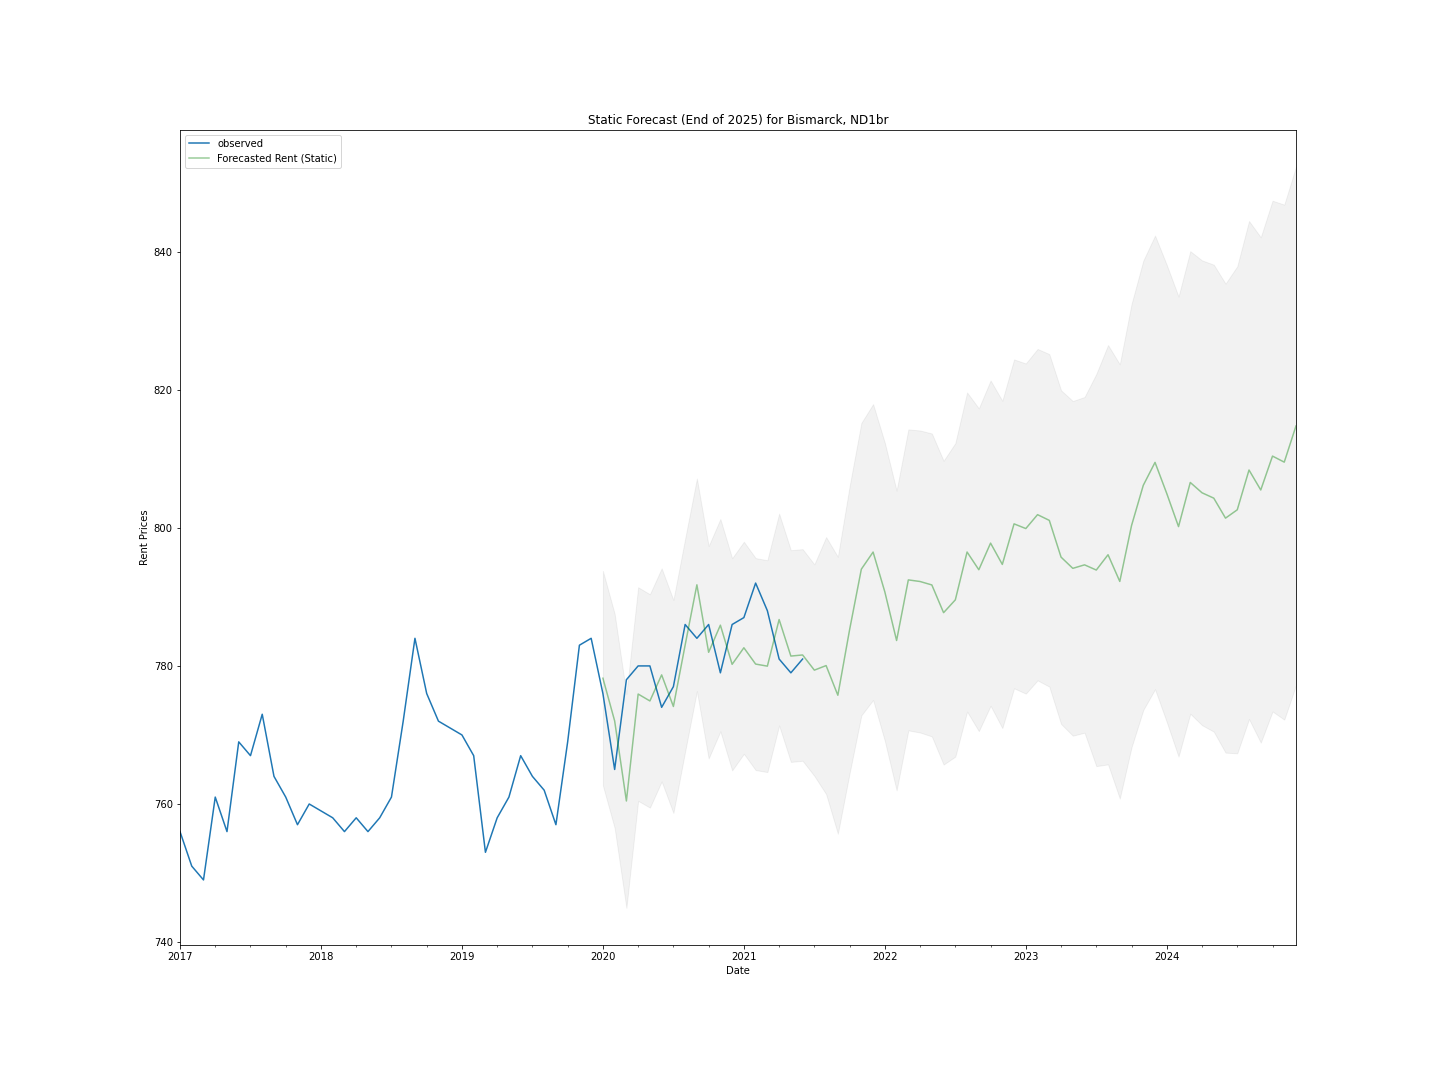 Static Forecast (End of 2025) for Bismarck, ND1br
observed
Forecasted Rent (Static)
840
820
800
780
760
740
Rent Prices
2017 2018 2019 2020 2021 2022 2023 2024
Date